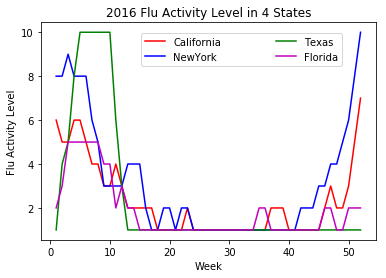 2016 Flu Activity Level in 4 States
California
NewYork
Texas
Florida
Flu Activity Level
10
8
6
4
2
0
10
20
30
40
50
Week